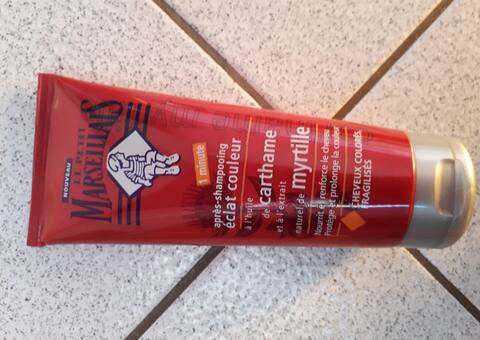 NOUVEAU
LE PETIT
MARSEILLAIS
1 minute
après-shampooing
éclat couleur
à l'huile
de carthame
et à l'extrait
naturel de myrtille
Nourrit et renforce le cheveu
Protège et prolonge la couleur
CHEVEUX COLORÉS
FRAGILISÉS